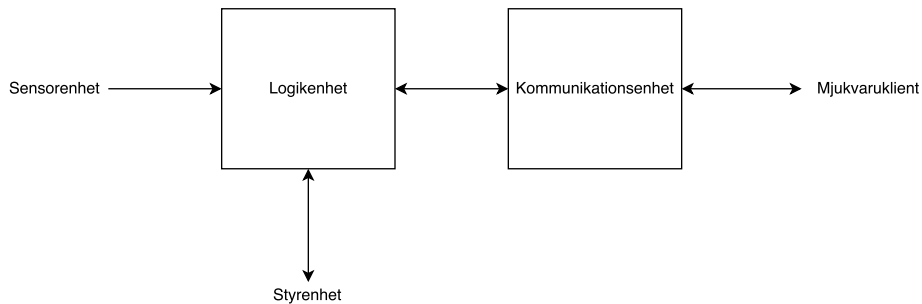 Sensorenhet
Logikenhet
Kommunikationsenhet
Mjukvaruklient
Styrenhet